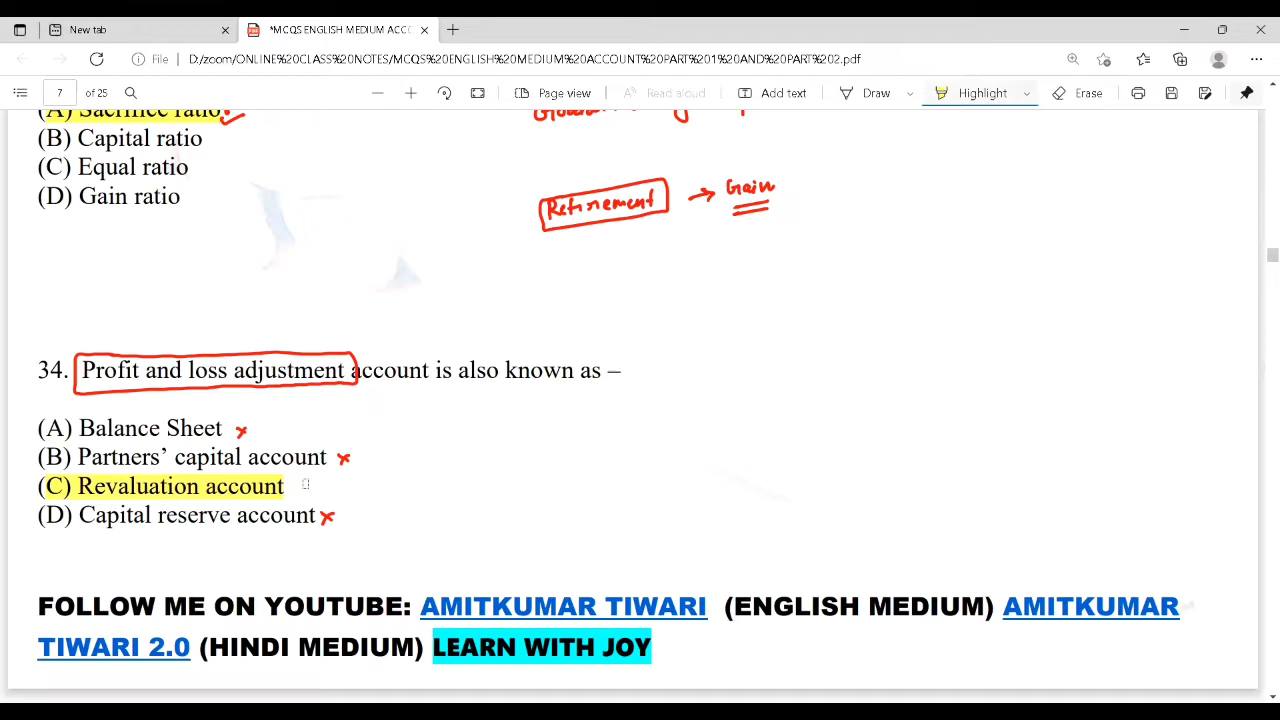 New tab
*MCQS ENGLISH MEDIUM ACCO
File
D:/zoom/ONLINE%20CLASS%20NOTES/MCQS%20ENGLISH%20MEDIUM%20ACCOUNT%20PART%201%20AND%20PART%202.pdf
7 of 25
Page view
Read aloud
Add text
Draw
Highlight
Erase
(A) Sacrifice ratio
(B) Capital ratio
(C) Equal ratio
(D) Gain ratio
Retirement → Gain
34. Profit and loss adjustment account is also known as –
(A) Balance Sheet ×
(B) Partners’ capital account ×
(C) Revaluation account
(D) Capital reserve account ×
FOLLOW ME ON YOUTUBE: AMITKUMAR TIWARI (ENGLISH MEDIUM) AMITKUMAR
TIWARI 2.0 (HINDI MEDIUM) LEARN WITH JOY